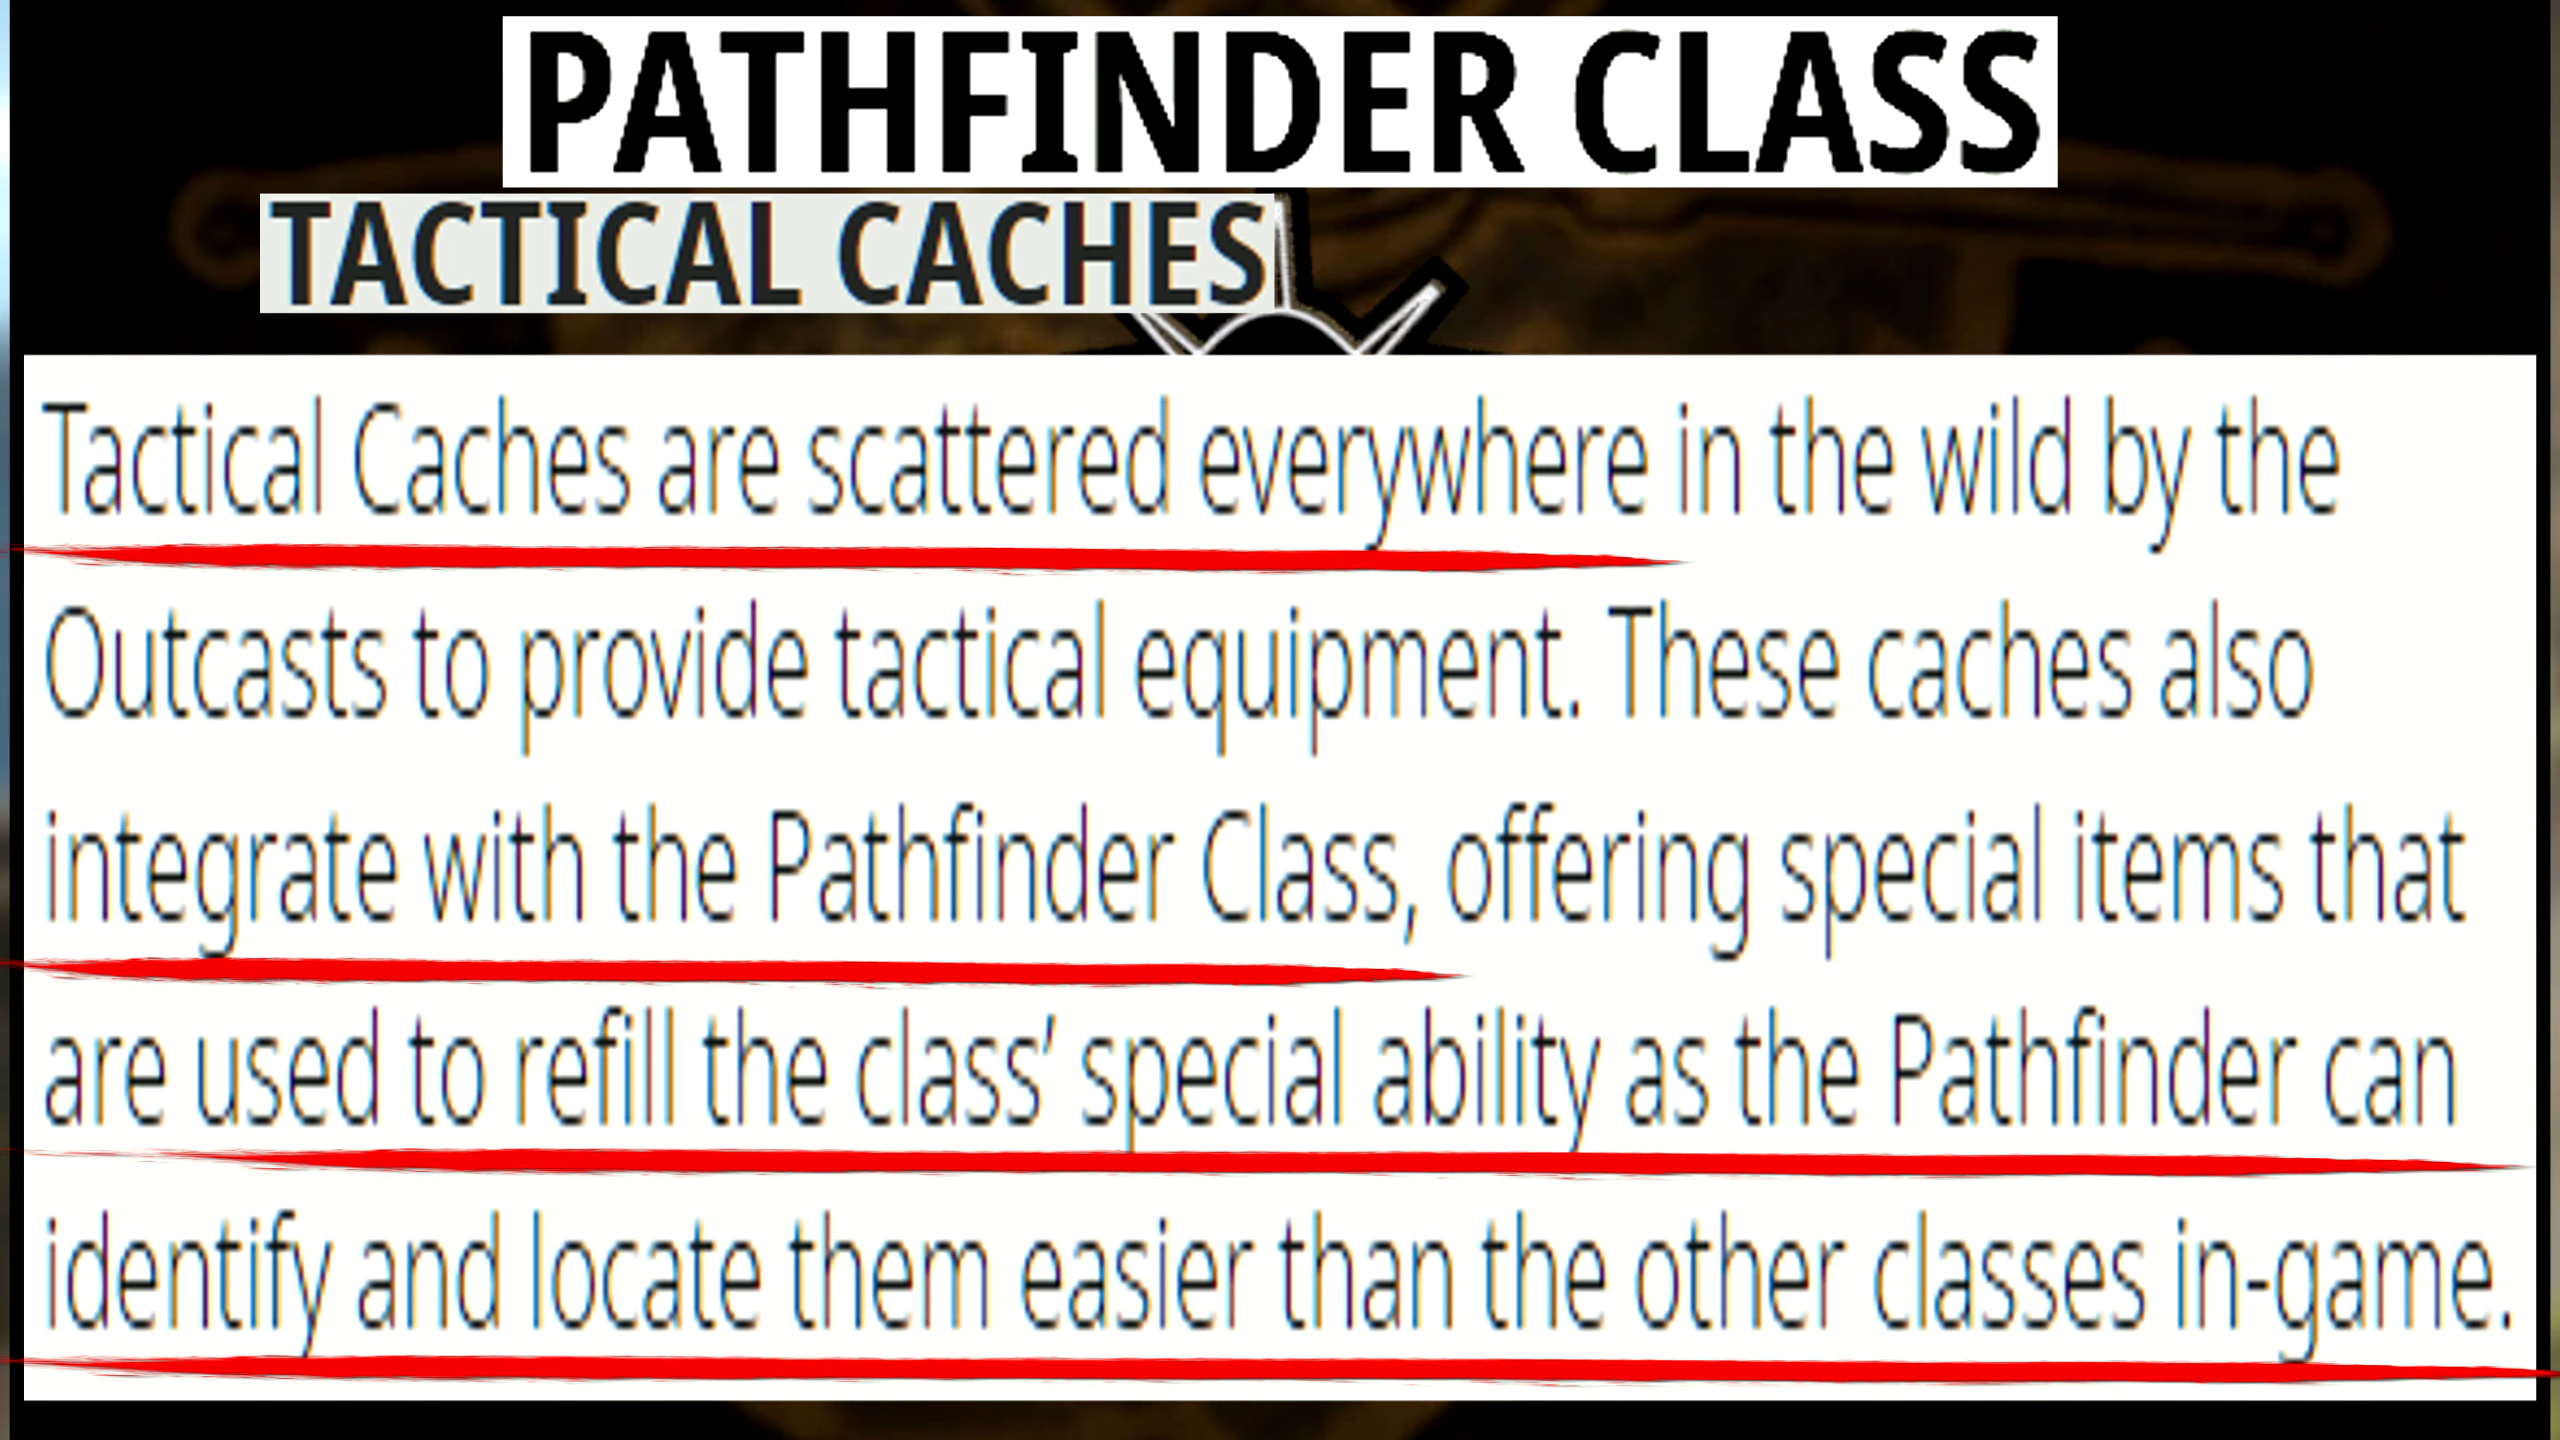 PATHFINDER CLASS
TACTICAL CACHES
Tactical Caches are scattered everywhere in the wild by the
Outcasts to provide tactical equipment. These caches also
integrate with the Pathfinder Class, offering special items that
are used to refill the class’ special ability as the Pathfinder can
identify and locate them easier than the other classes in-game.